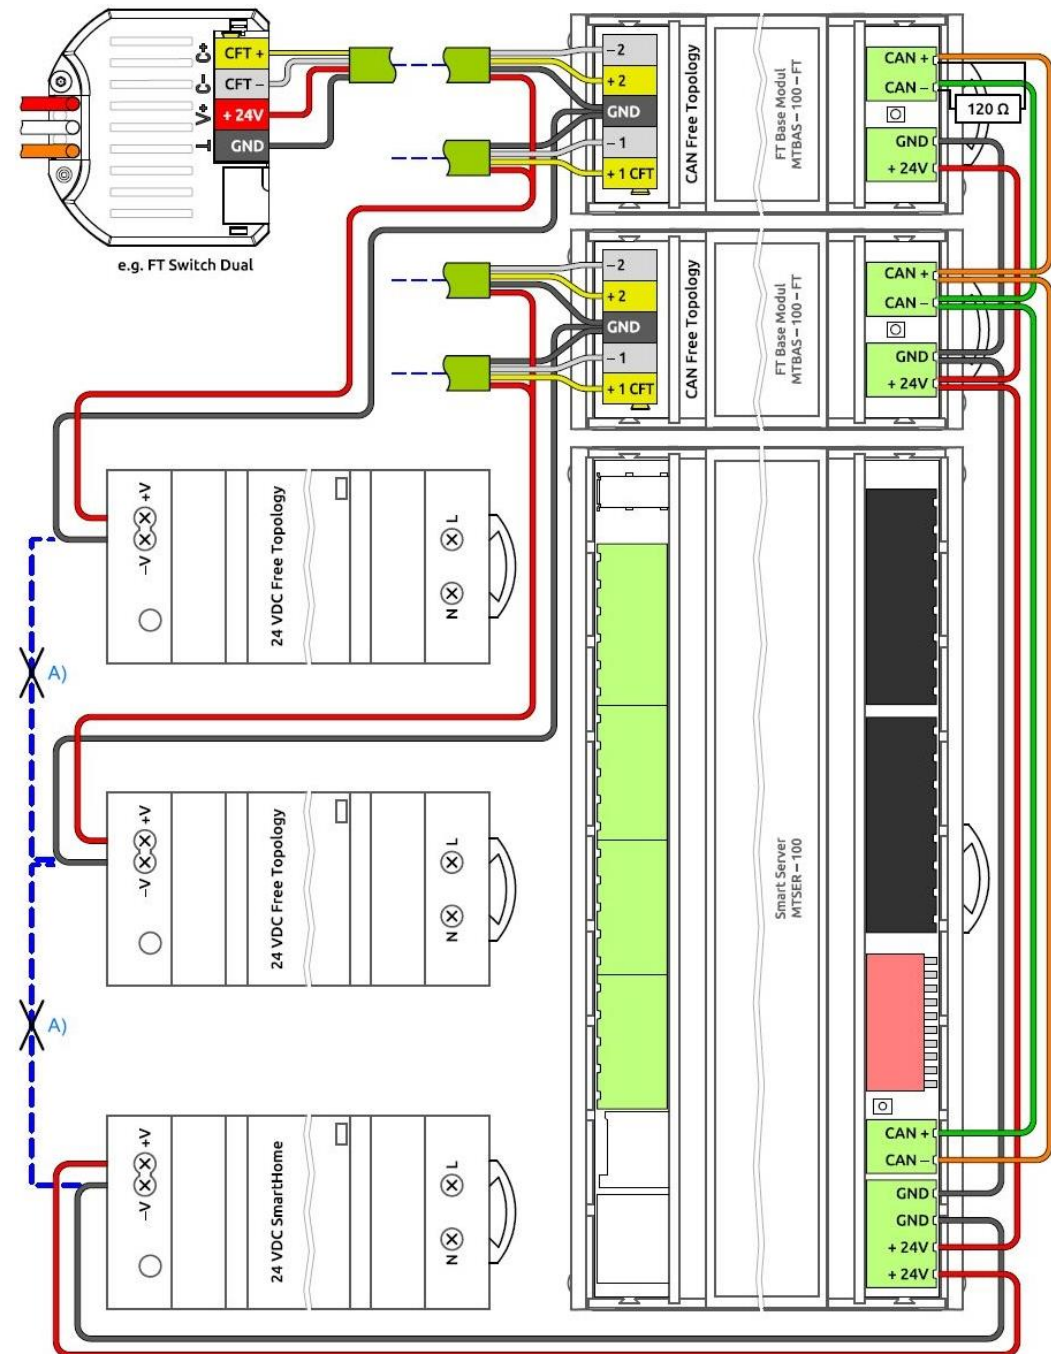 C+
C−
V+
⊥
CFT +
CFT −
+ 24V
GND
e.g. FT Switch Dual
− 2
+ 2
GND
− 1
+ 1 CFT
CAN Free Topology
FT Base Modul
MTBAS − 100 − FT
CAN +
CAN −
120 Ω
GND
+ 24V
− 2
+ 2
GND
− 1
+ 1 CFT
CAN Free Topology
FT Base Modul
MTBAS − 100 − FT
CAN +
CAN −
GND
+ 24V
−V +V
24 VDC Free Topology
N L
A)
−V +V
24 VDC Free Topology
N L
A)
−V +V
24 VDC SmartHome
N L
Smart Server
MTSER − 100
CAN +
CAN −
GND
GND
+ 24V
+ 24V